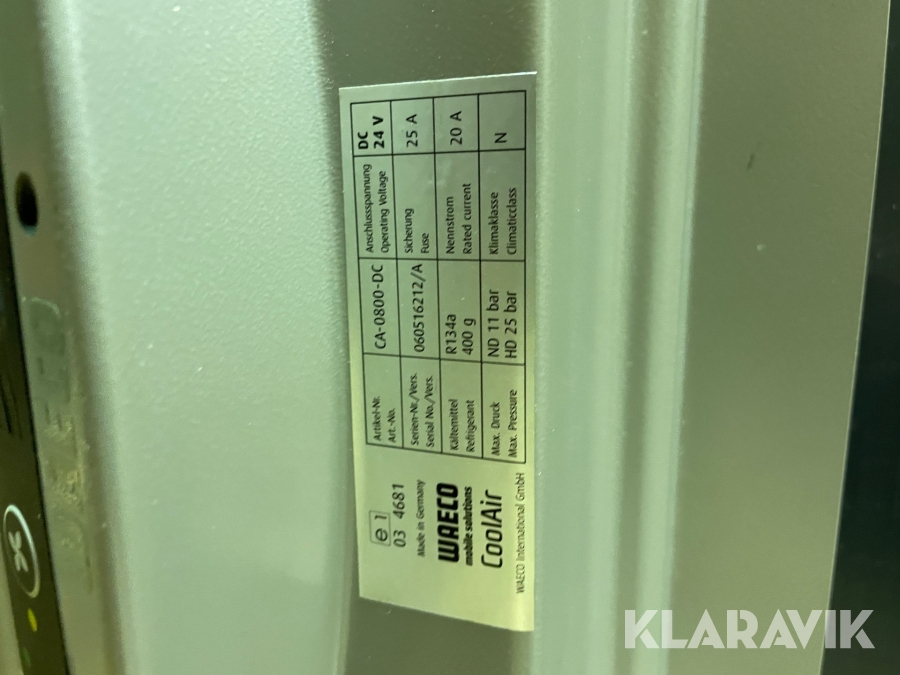 e1
03 4681
Made in Germany
WAECO
mobile solutions
CoolAir
WAECO International GmbH
Artikel-Nr.
Art.-No.
CA-0800-DC
Anschlussspannung
Operating Voltage
DC
24 V
Serien-Nr./Vers.
Serial No./Vers.
060516212/A
Sicherung
Fuse
25 A
Kältemittel
Refrigerant
R134a
400 g
Nennstrom
Rated current
20 A
Max. Druck
Max. Pressure
ND 11 bar
HD 25 bar
Klimaklasse
Climaticclass
N
KLARAVIK